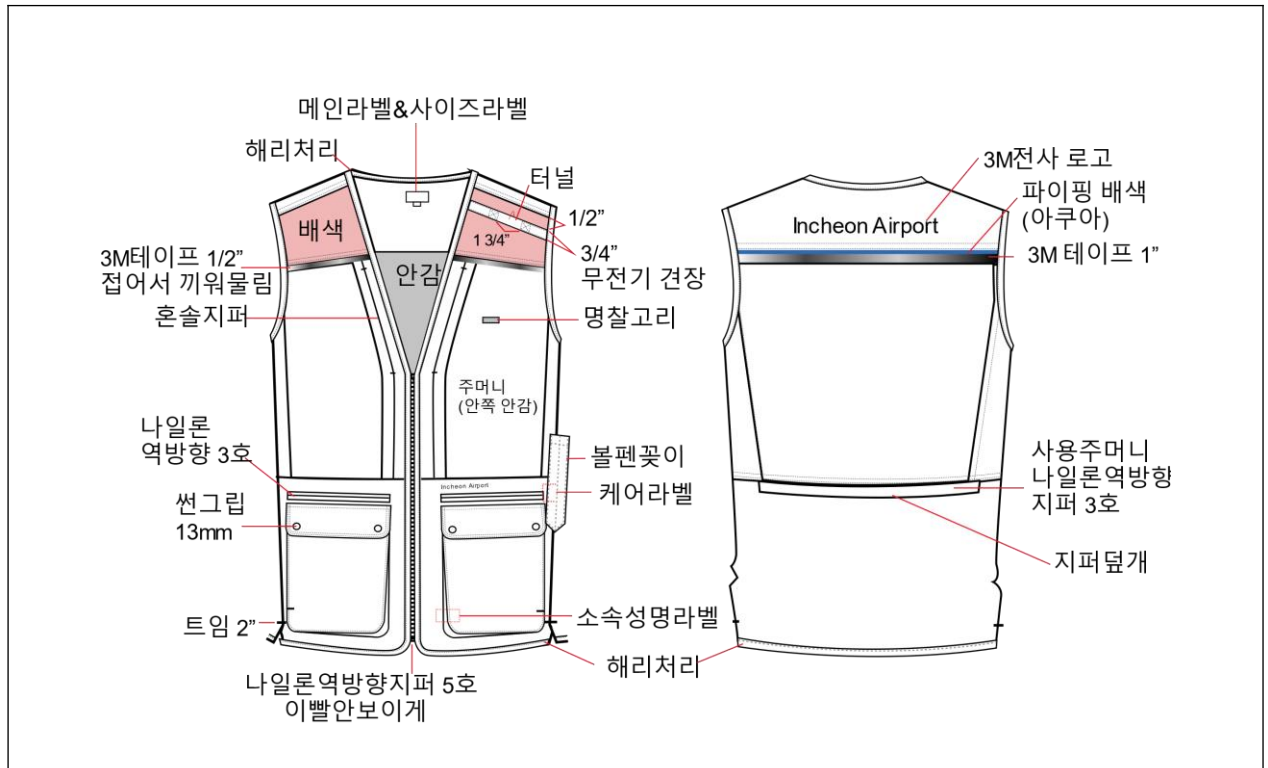 메인라벨&사이즈라벨
해리처리
터널
배색
1/2"
1 3/4"
3/4"
3M테이프 1/2"
접어서 끼워물림
안감
무전기 견장
혼솔지퍼
명찰고리
주머니
(안쪽 안감)
나일론
역방향 3호
볼펜꽂이
Incheon Airport
케어라벨
썬그립
13mm
트임 2"
소속성명라벨
해리처리
나일론역방향지퍼 5호
이빨안보이게
3M전사 로고
파이핑 배색
(아쿠아)
Incheon Airport
3M 테이프 1"
사용주머니
나일론역방향
지퍼 3호
지퍼덮개